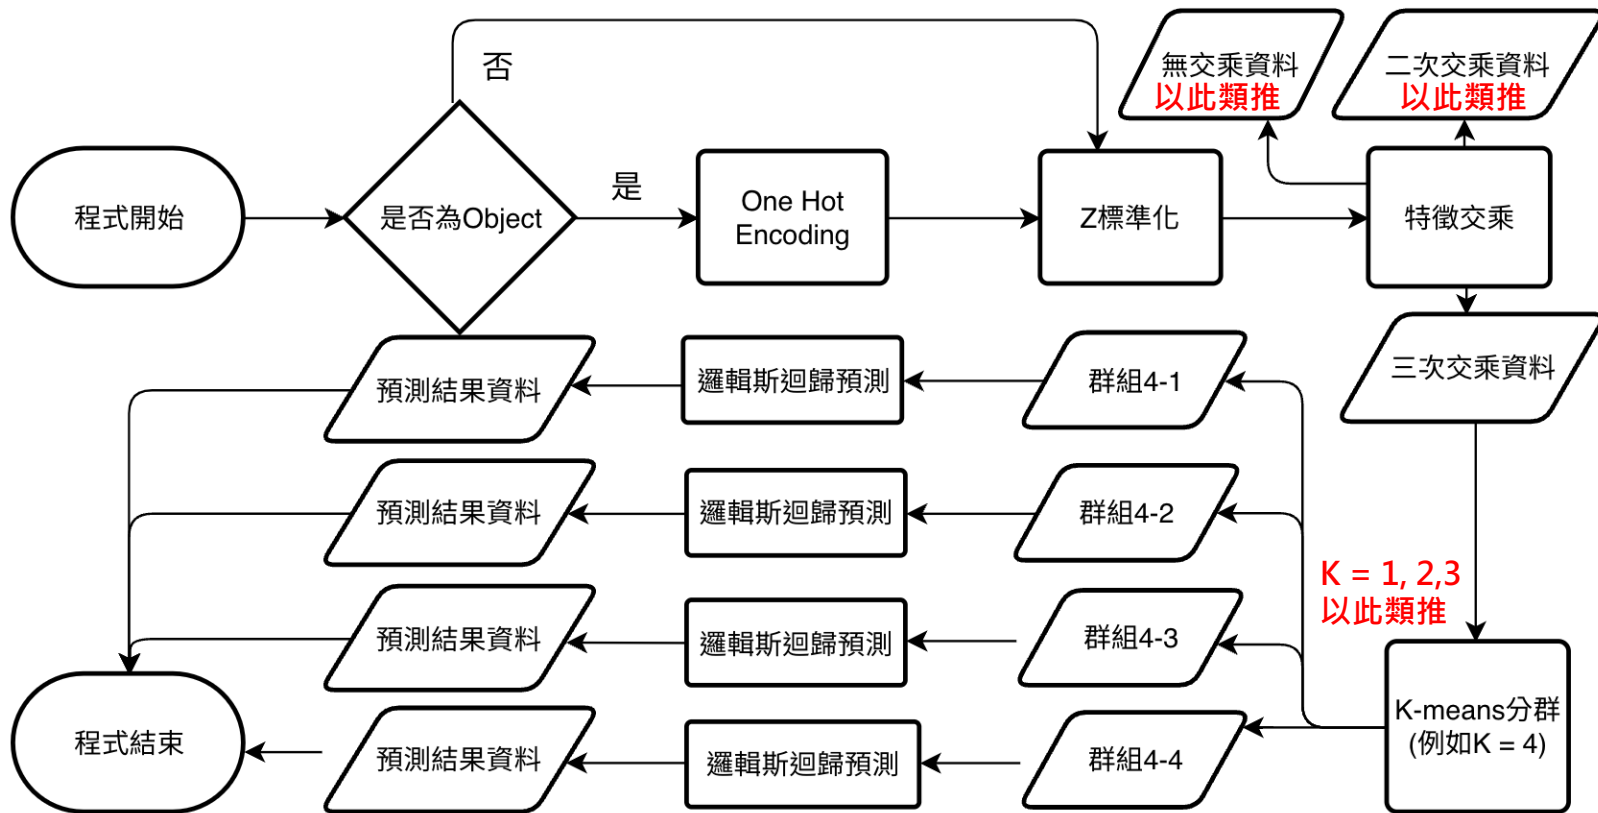 否
無交乘資料
以此類推
二次交乘資料
以此類推
程式開始
是否為Object
是
One Hot
Encoding
Z標準化
特徵交乘
三次交乘資料
預測結果資料
邏輯斯迴歸預測
群組4-1
預測結果資料
邏輯斯迴歸預測
群組4-2
K = 1, 2,3
以此類推
預測結果資料
邏輯斯迴歸預測
群組4-3
程式結束
預測結果資料
邏輯斯迴歸預測
群組4-4
K-means分群
(例如K = 4)